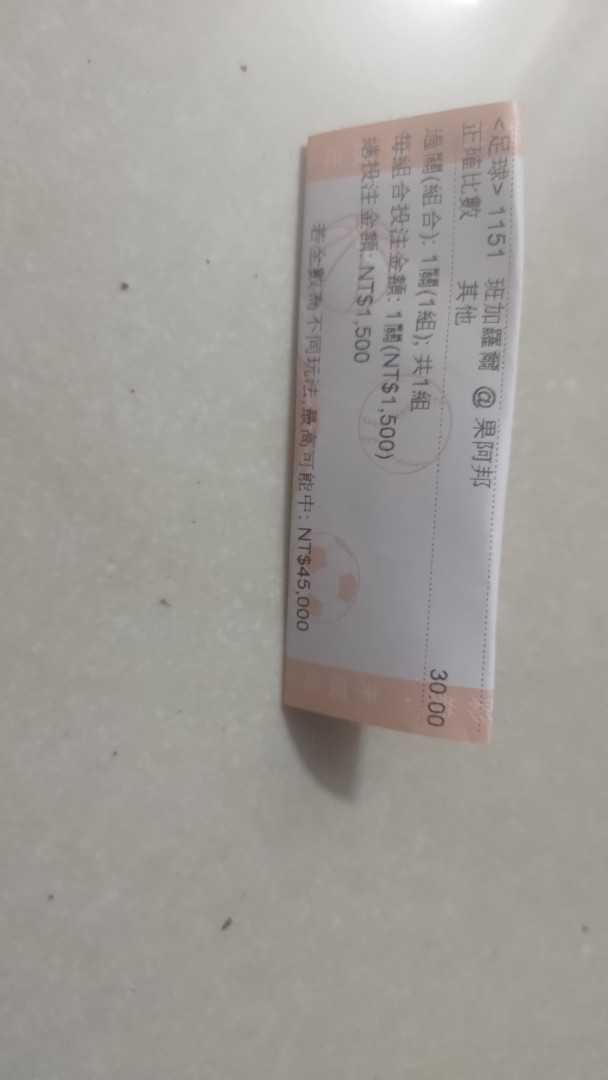 <足球> 1151 班加羅爾 @ 果阿邦
正確比數 其他 30.00
過關(組合): 1關(1組); 共1組
每組合投注金額: 1關(NT$1,500)
總投注金額: NT$1,500
若全數為不同玩法,最高可能中: NT$45,000